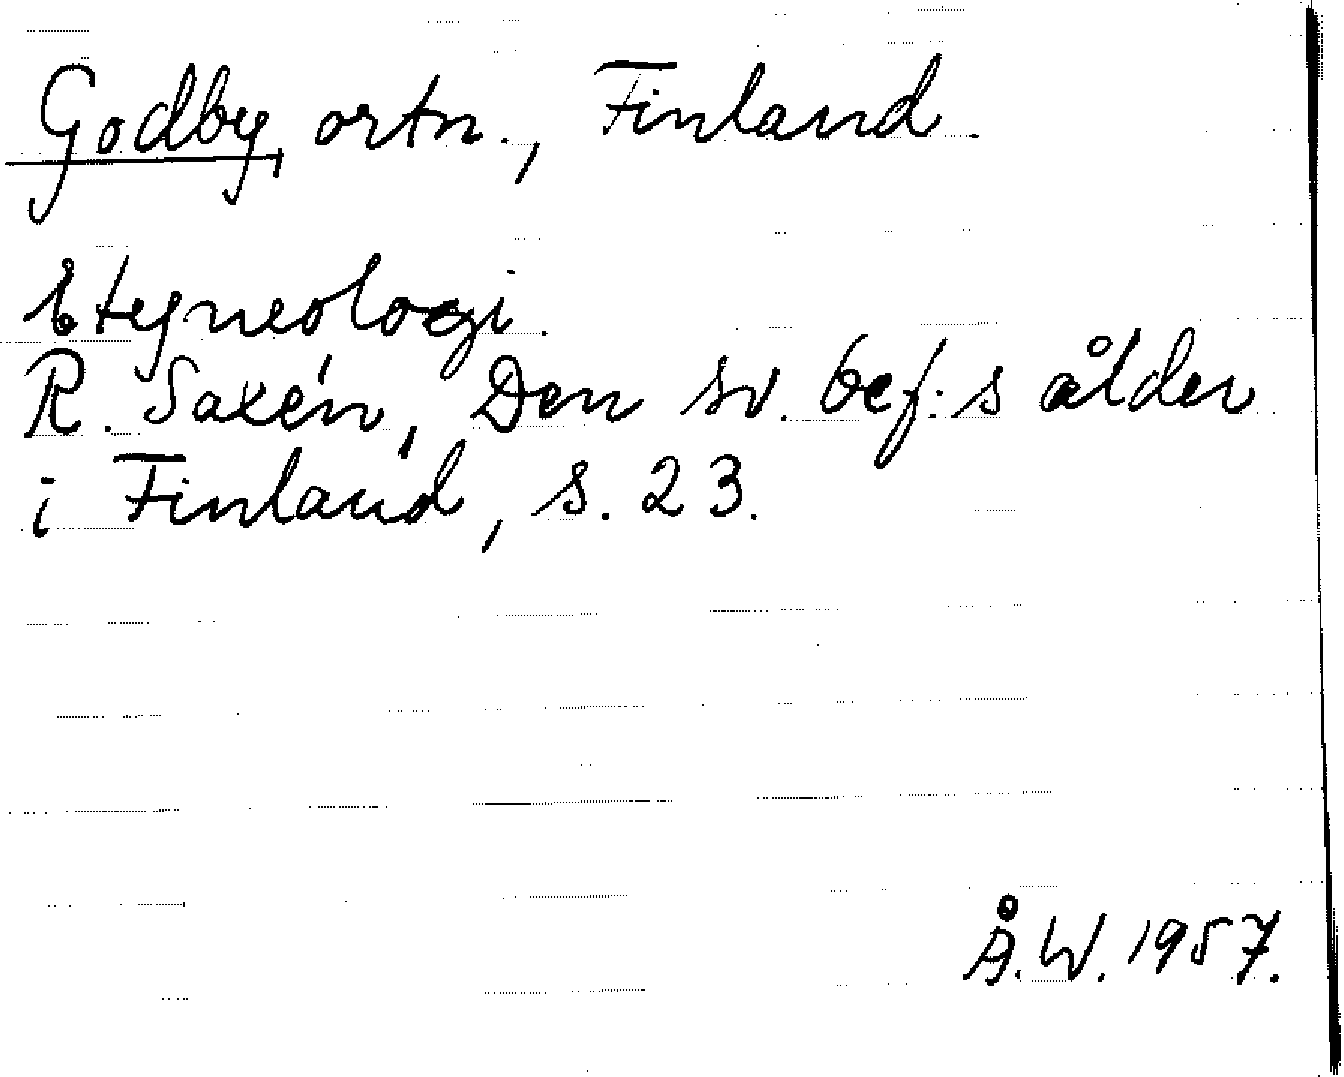 Godby, ortn., Finland.
Etymologi.
R. Saxén, Den sv. bef:s ålder
i Finland, s. 23.
Å.W. 1957.